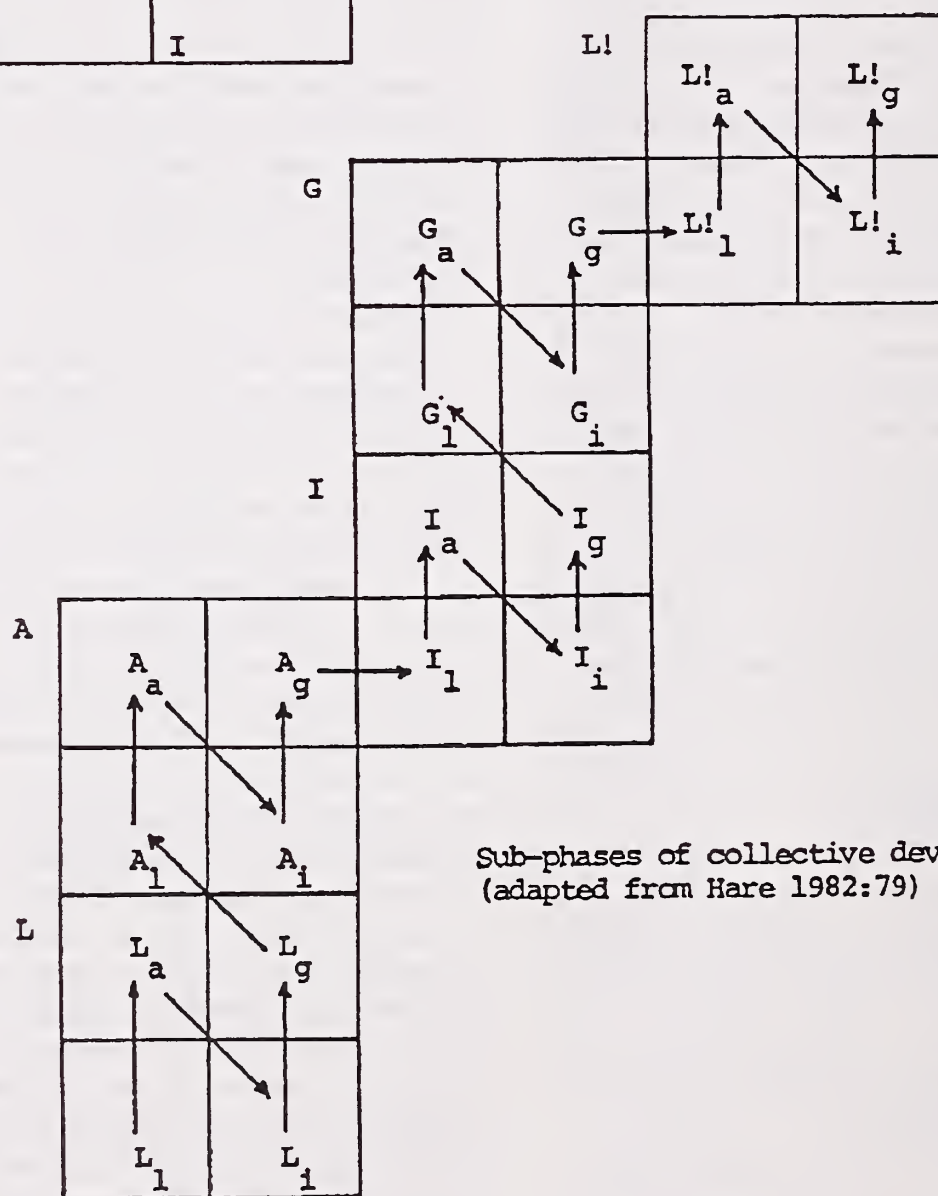 I
L!
L!a L!g
G
Ga Gg L!l L!i
Gl Gi
I
Ia Ig
A
Aa Ag Il Ii
Al Ai
Sub-phases of collective dev
(adapted from Hare 1982:79)
L
La Lg
Ll Li